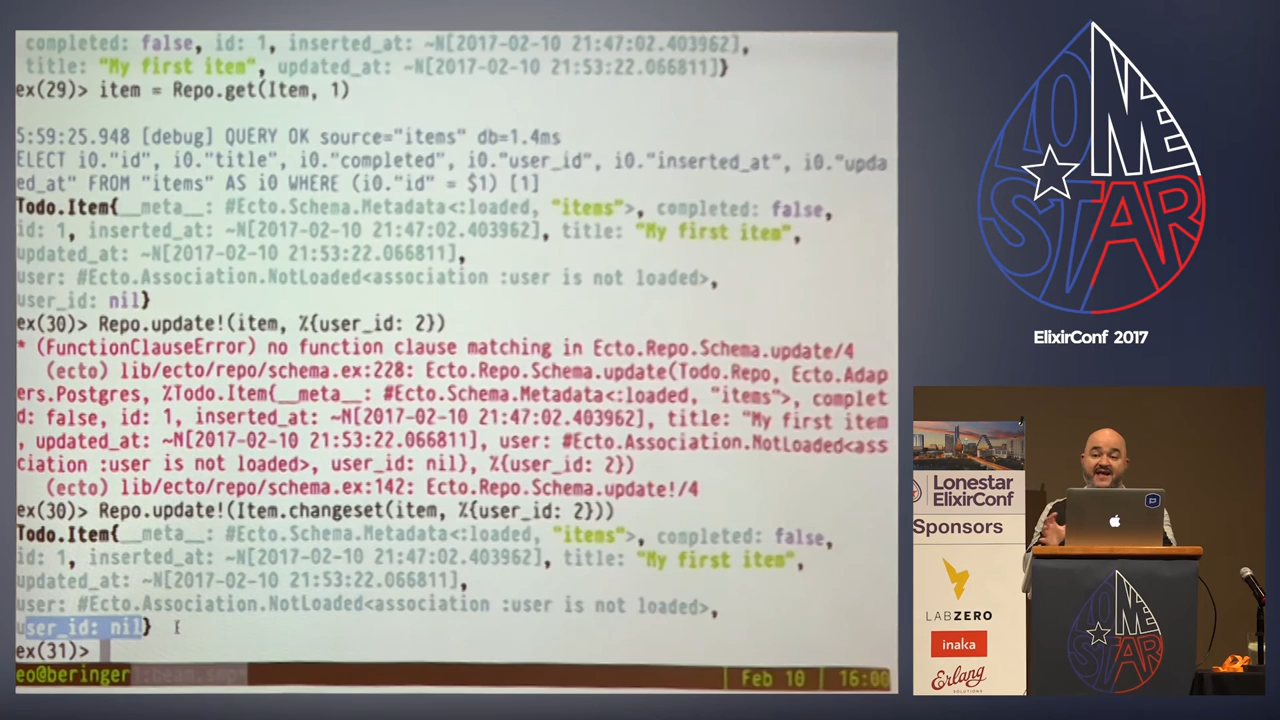 completed: false, id: 1, inserted_at: ~N[2017-02-10 21:47:02.403962],
title: "My first item", updated_at: ~N[2017-02-10 21:53:22.066811]}
ex(29)> item = Repo.get(Item, 1)
5:59:25.948 [debug] QUERY OK source="items" db=1.4ms
ELECT i0."id", i0."title", i0."completed", i0."user_id", i0."inserted_at", i0."upda
ed_at" FROM "items" AS i0 WHERE (i0."id" = $1) [1]
Todo.Item{__meta__: #Ecto.Schema.Metadata<:loaded, "items">, completed: false,
id: 1, inserted_at: ~N[2017-02-10 21:47:02.403962], title: "My first item",
updated_at: ~N[2017-02-10 21:53:22.066811],
user: #Ecto.Association.NotLoaded<association :user is not loaded>,
user_id: nil}
ex(30)> Repo.update!(item, %{user_id: 2})
* (FunctionClauseError) no function clause matching in Ecto.Repo.Schema.update/4
(ecto) lib/ecto/repo/schema.ex:228: Ecto.Repo.Schema.update(Todo.Repo, Ecto.Adap
ers.Postgres, %Todo.Item{__meta__: #Ecto.Schema.Metadata<:loaded, "items">, complet
d: false, id: 1, inserted_at: ~N[2017-02-10 21:47:02.403962], title: "My first item
, updated_at: ~N[2017-02-10 21:53:22.066811], user: #Ecto.Association.NotLoaded<ass
ciation :user is not loaded>, user_id: nil}, %{user_id: 2})
(ecto) lib/ecto/repo/schema.ex:142: Ecto.Repo.Schema.update!/4
ex(30)> Repo.update!(Item.changeset(item, %{user_id: 2}))
Todo.Item{__meta__: #Ecto.Schema.Metadata<:loaded, "items">, completed: false,
id: 1, inserted_at: ~N[2017-02-10 21:47:02.403962], title: "My first item",
updated_at: ~N[2017-02-10 21:53:22.066811],
user: #Ecto.Association.NotLoaded<association :user is not loaded>,
user_id: nil}
ex(31)>
eo@beringer
Feb 10 16:00
LONE
STAR
ElixirConf 2017
Lonestar
ElixirConf
Sponsors
LABZERO
inaka
Erlang
SOLUTIONS
LONE
STAR